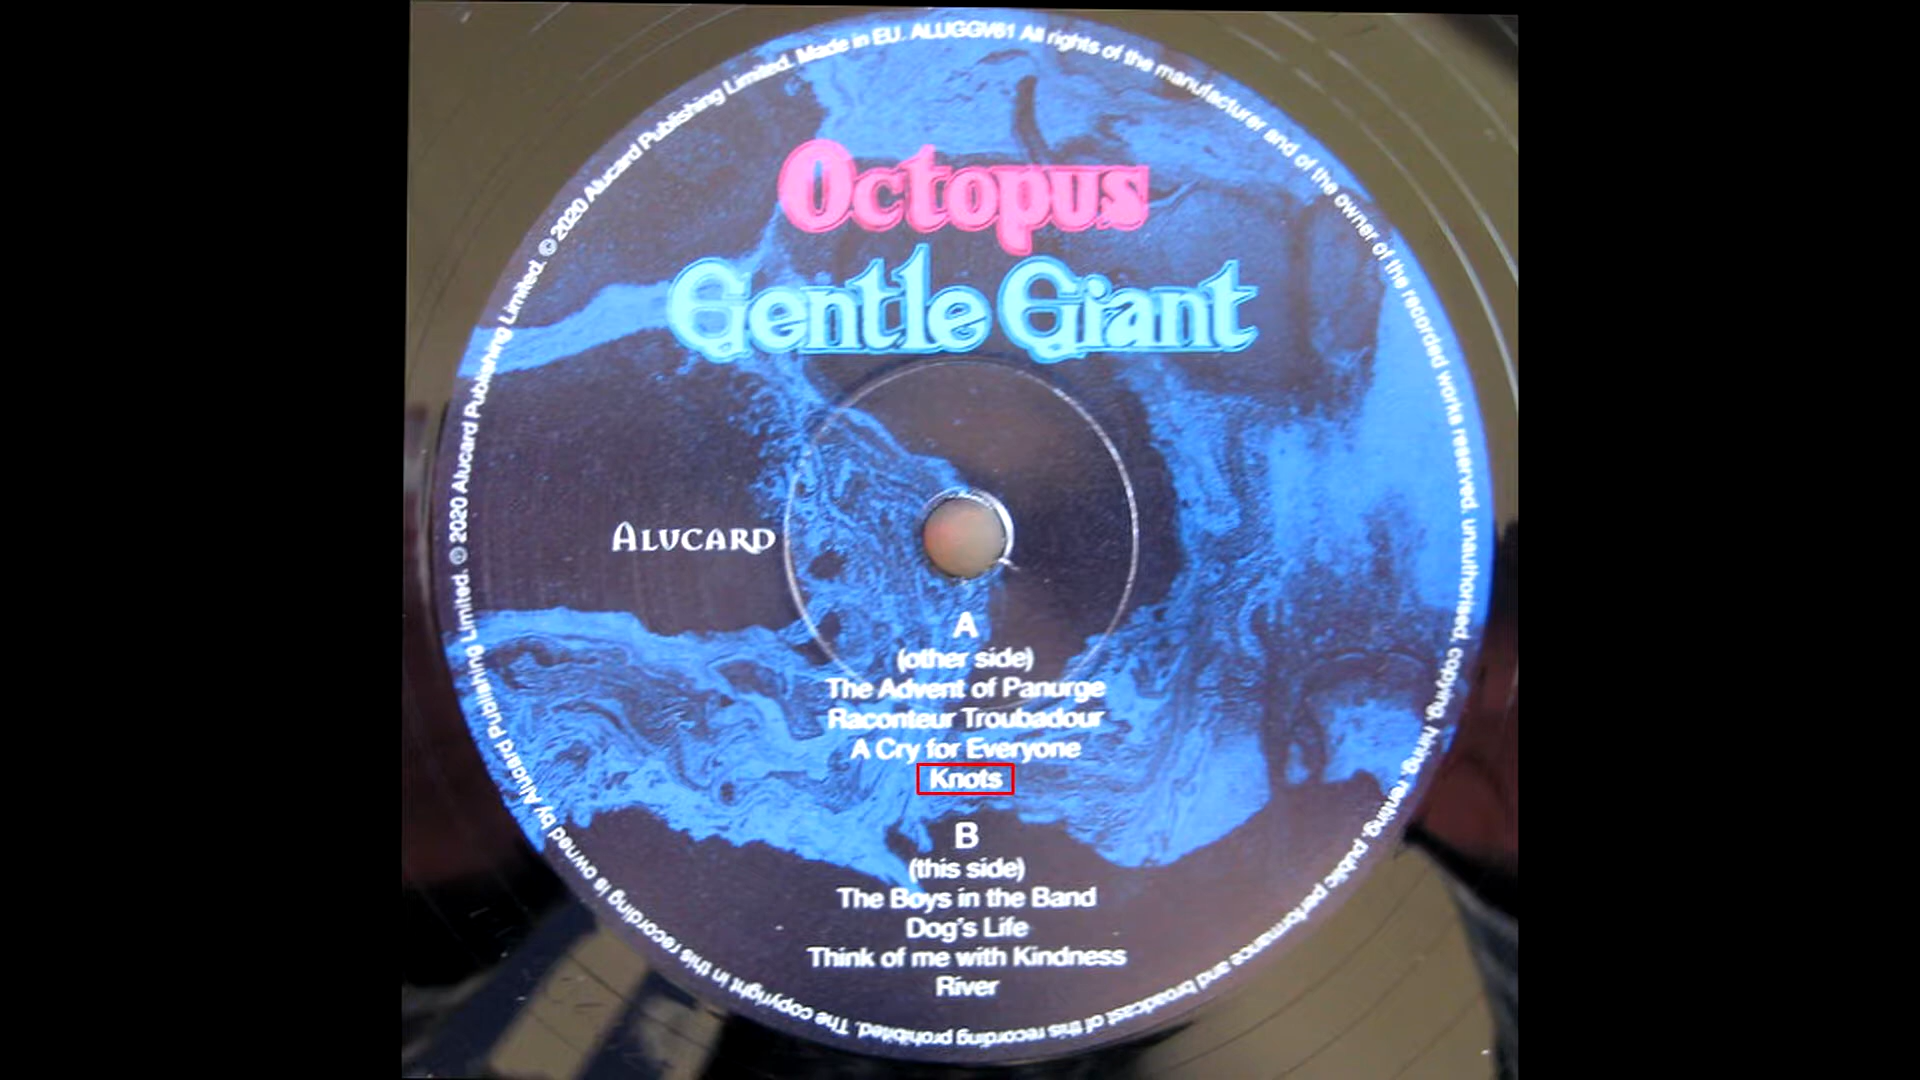 Octopus
Gentle Giant
ALUCARD
A
(other side)
The Advent of Panurge
Raconteur Troubadour
A Cry for Everyone
Knots
B
(this side)
The Boys in the Band
Dog's Life
Think of me with Kindness
River
The copyright in this recording is owned by Alucard Publishing Limited. ℗ 2020 Alucard Publishing Limited. © 2020 Alucard Publishing Limited. Made in EU. ALUGGV61 All rights of the manufacturer and of the owner of the recorded works reserved. unauthorised, copying, hiring, renting, public performance and broadcast of this recording prohibited.